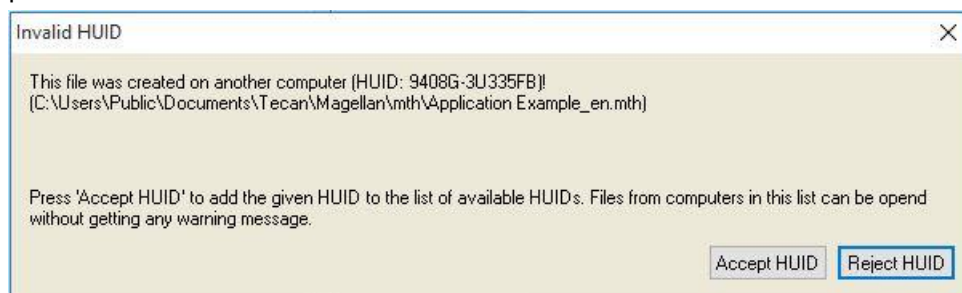 Invalid HUID
This file was created on another computer (HUID: 9408G-3U335FB)!
(C:\Users\Public\Documents\Tecan\Magellan\mth\Application Example_en.mth)
Press 'Accept HUID' to add the given HUID to the list of available HUIDs. Files from computers in this list can be opend
without getting any warning message.
Accept HUID Reject HUID